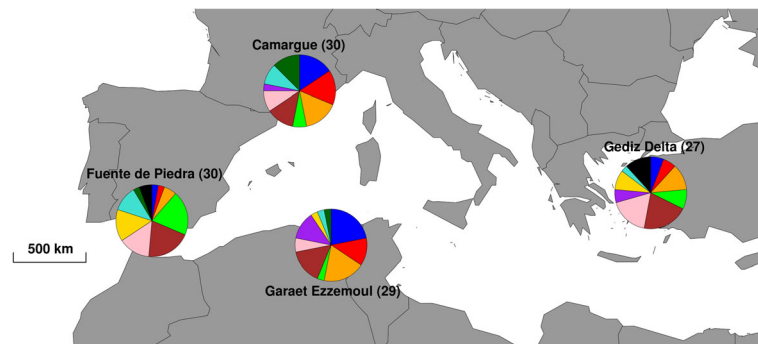 Camargue (30)
Gediz Delta (27)
Fuente de Piedra (30)
500 km
Garaet Ezzemoul (29)